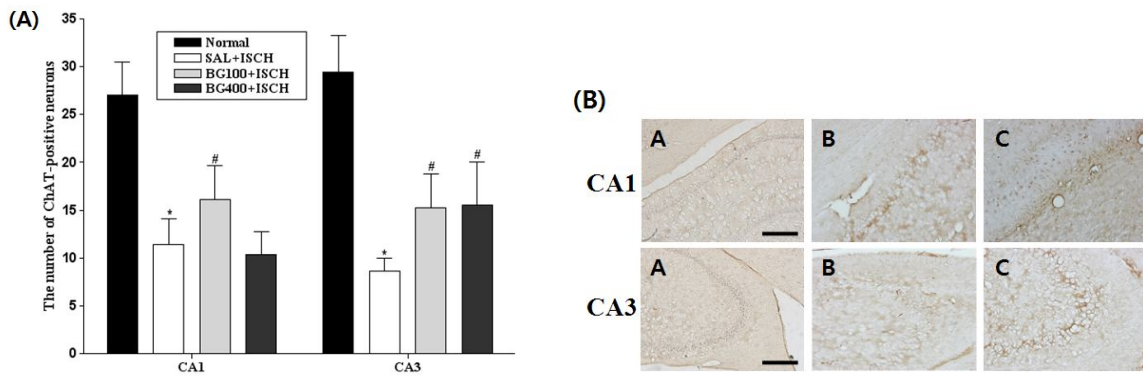 (A)
35
30
25
20
15
10
5
0
The number of ChAT-positive neurons
Normal
SAL+ISCH
BG100+ISCH
BG400+ISCH
*
#
*
#
#
CA1
CA3
(B)
A
B
C
CA1
A
B
C
CA3